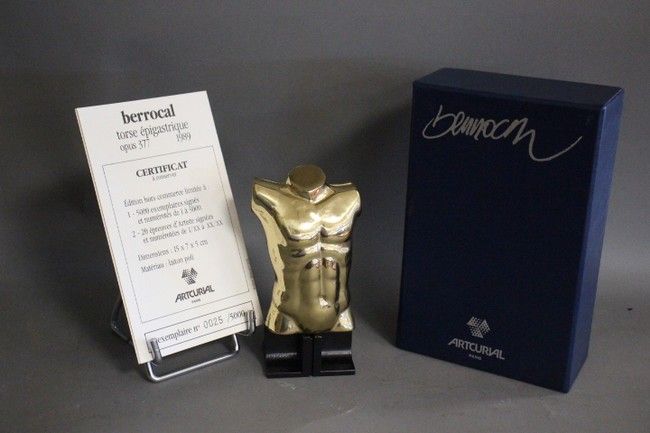 berrocal
torse épigastrique
opus 377 1989
CERTIFICAT
Édition hors commerce limitée à
1 - 5000 exemplaires signés
et numérotés de 1 à 5000
2 - 20 épreuves d'Artiste signées
et numérotées de I/XX à XX/XX
Dimensions : 15 x 7 x 5 cm
Matériau : laiton poli
ARTCURIAL
PARIS
exemplaire n° 0025 /5000
Berrocal
ARTCURIAL
PARIS